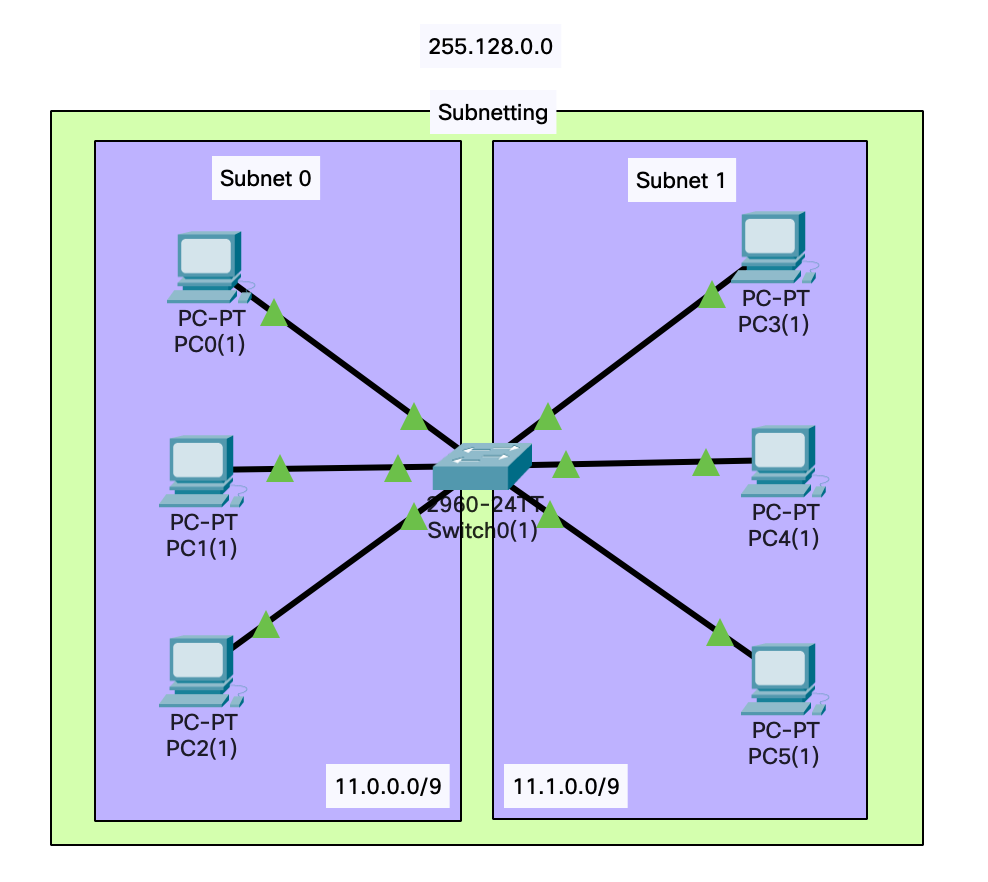 255.128.0.0
Subnetting
Subnet 0
Subnet 1
PC-PT
PC0(1)
PC-PT
PC3(1)
PC-PT
PC1(1)
2960-24TT
Switch0(1)
PC-PT
PC4(1)
PC-PT
PC2(1)
PC-PT
PC5(1)
11.0.0.0/9
11.1.0.0/9